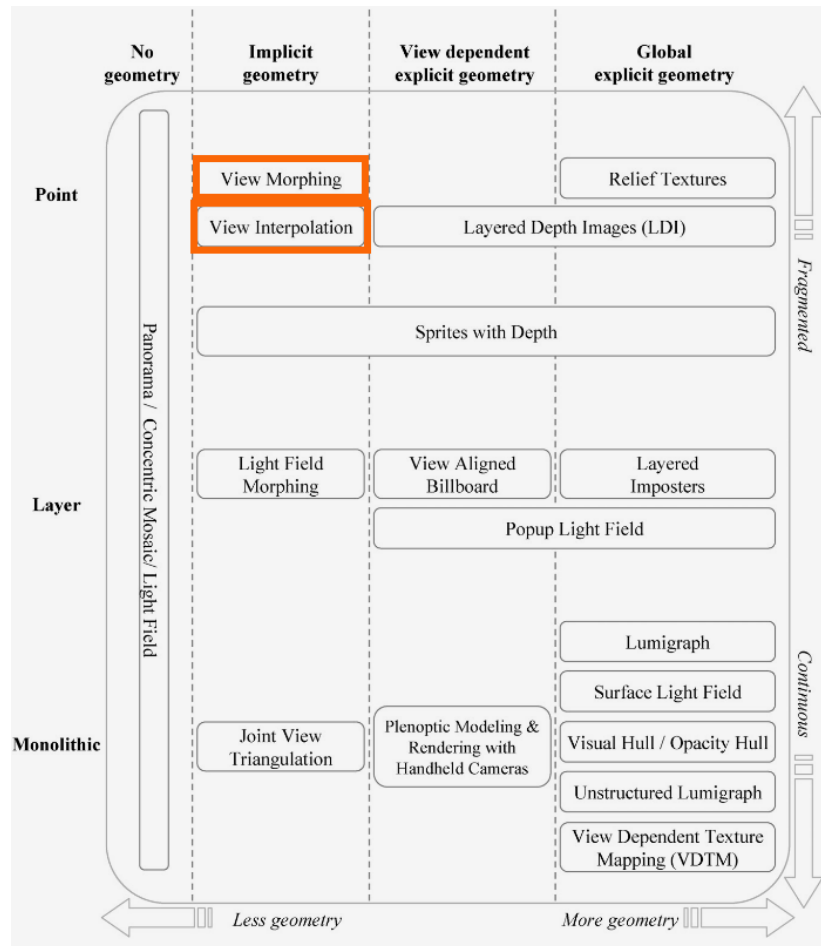 No
geometry
Implicit
geometry
View dependent
explicit geometry
Global
explicit geometry
Point
View Morphing
Relief Textures
View Interpolation
Layered Depth Images (LDI)
Fragmented
Sprites with Depth
Panorama / Concentric Mosaic/ Light Field
Layer
Light Field
Morphing
View Aligned
Billboard
Layered
Imposters
Popup Light Field
Monolithic
Joint View
Triangulation
Plenoptic Modeling &
Rendering with
Handheld Cameras
Lumigraph
Surface Light Field
Visual Hull / Opacity Hull
Unstructured Lumigraph
View Dependent Texture
Mapping (VDTM)
Continuous
Less geometry
More geometry